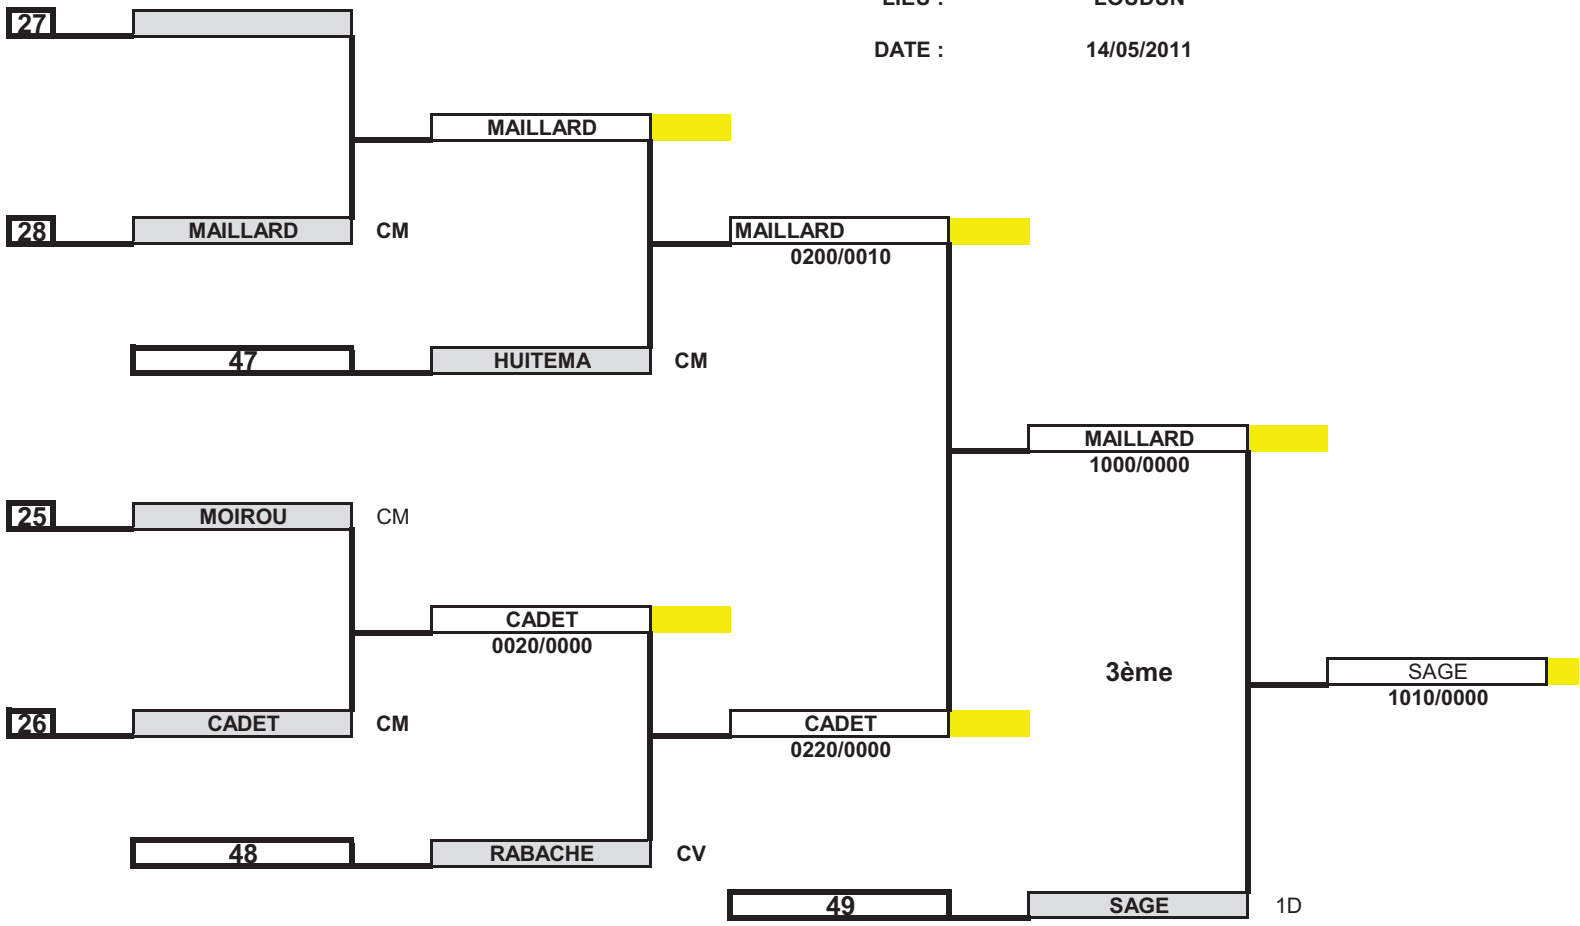 LIEU : LOUDUN
27
DATE : 14/05/2011
MAILLARD
28 MAILLARD CM MAILLARD
0200/0010
47 HUITEMA CM
MAILLARD
1000/0000
25 MOIROU CM
CADET
0020/0000
3ème SAGE
1010/0000
26 CADET CM CADET
0220/0000
48 RABACHE CV
49 SAGE 1D